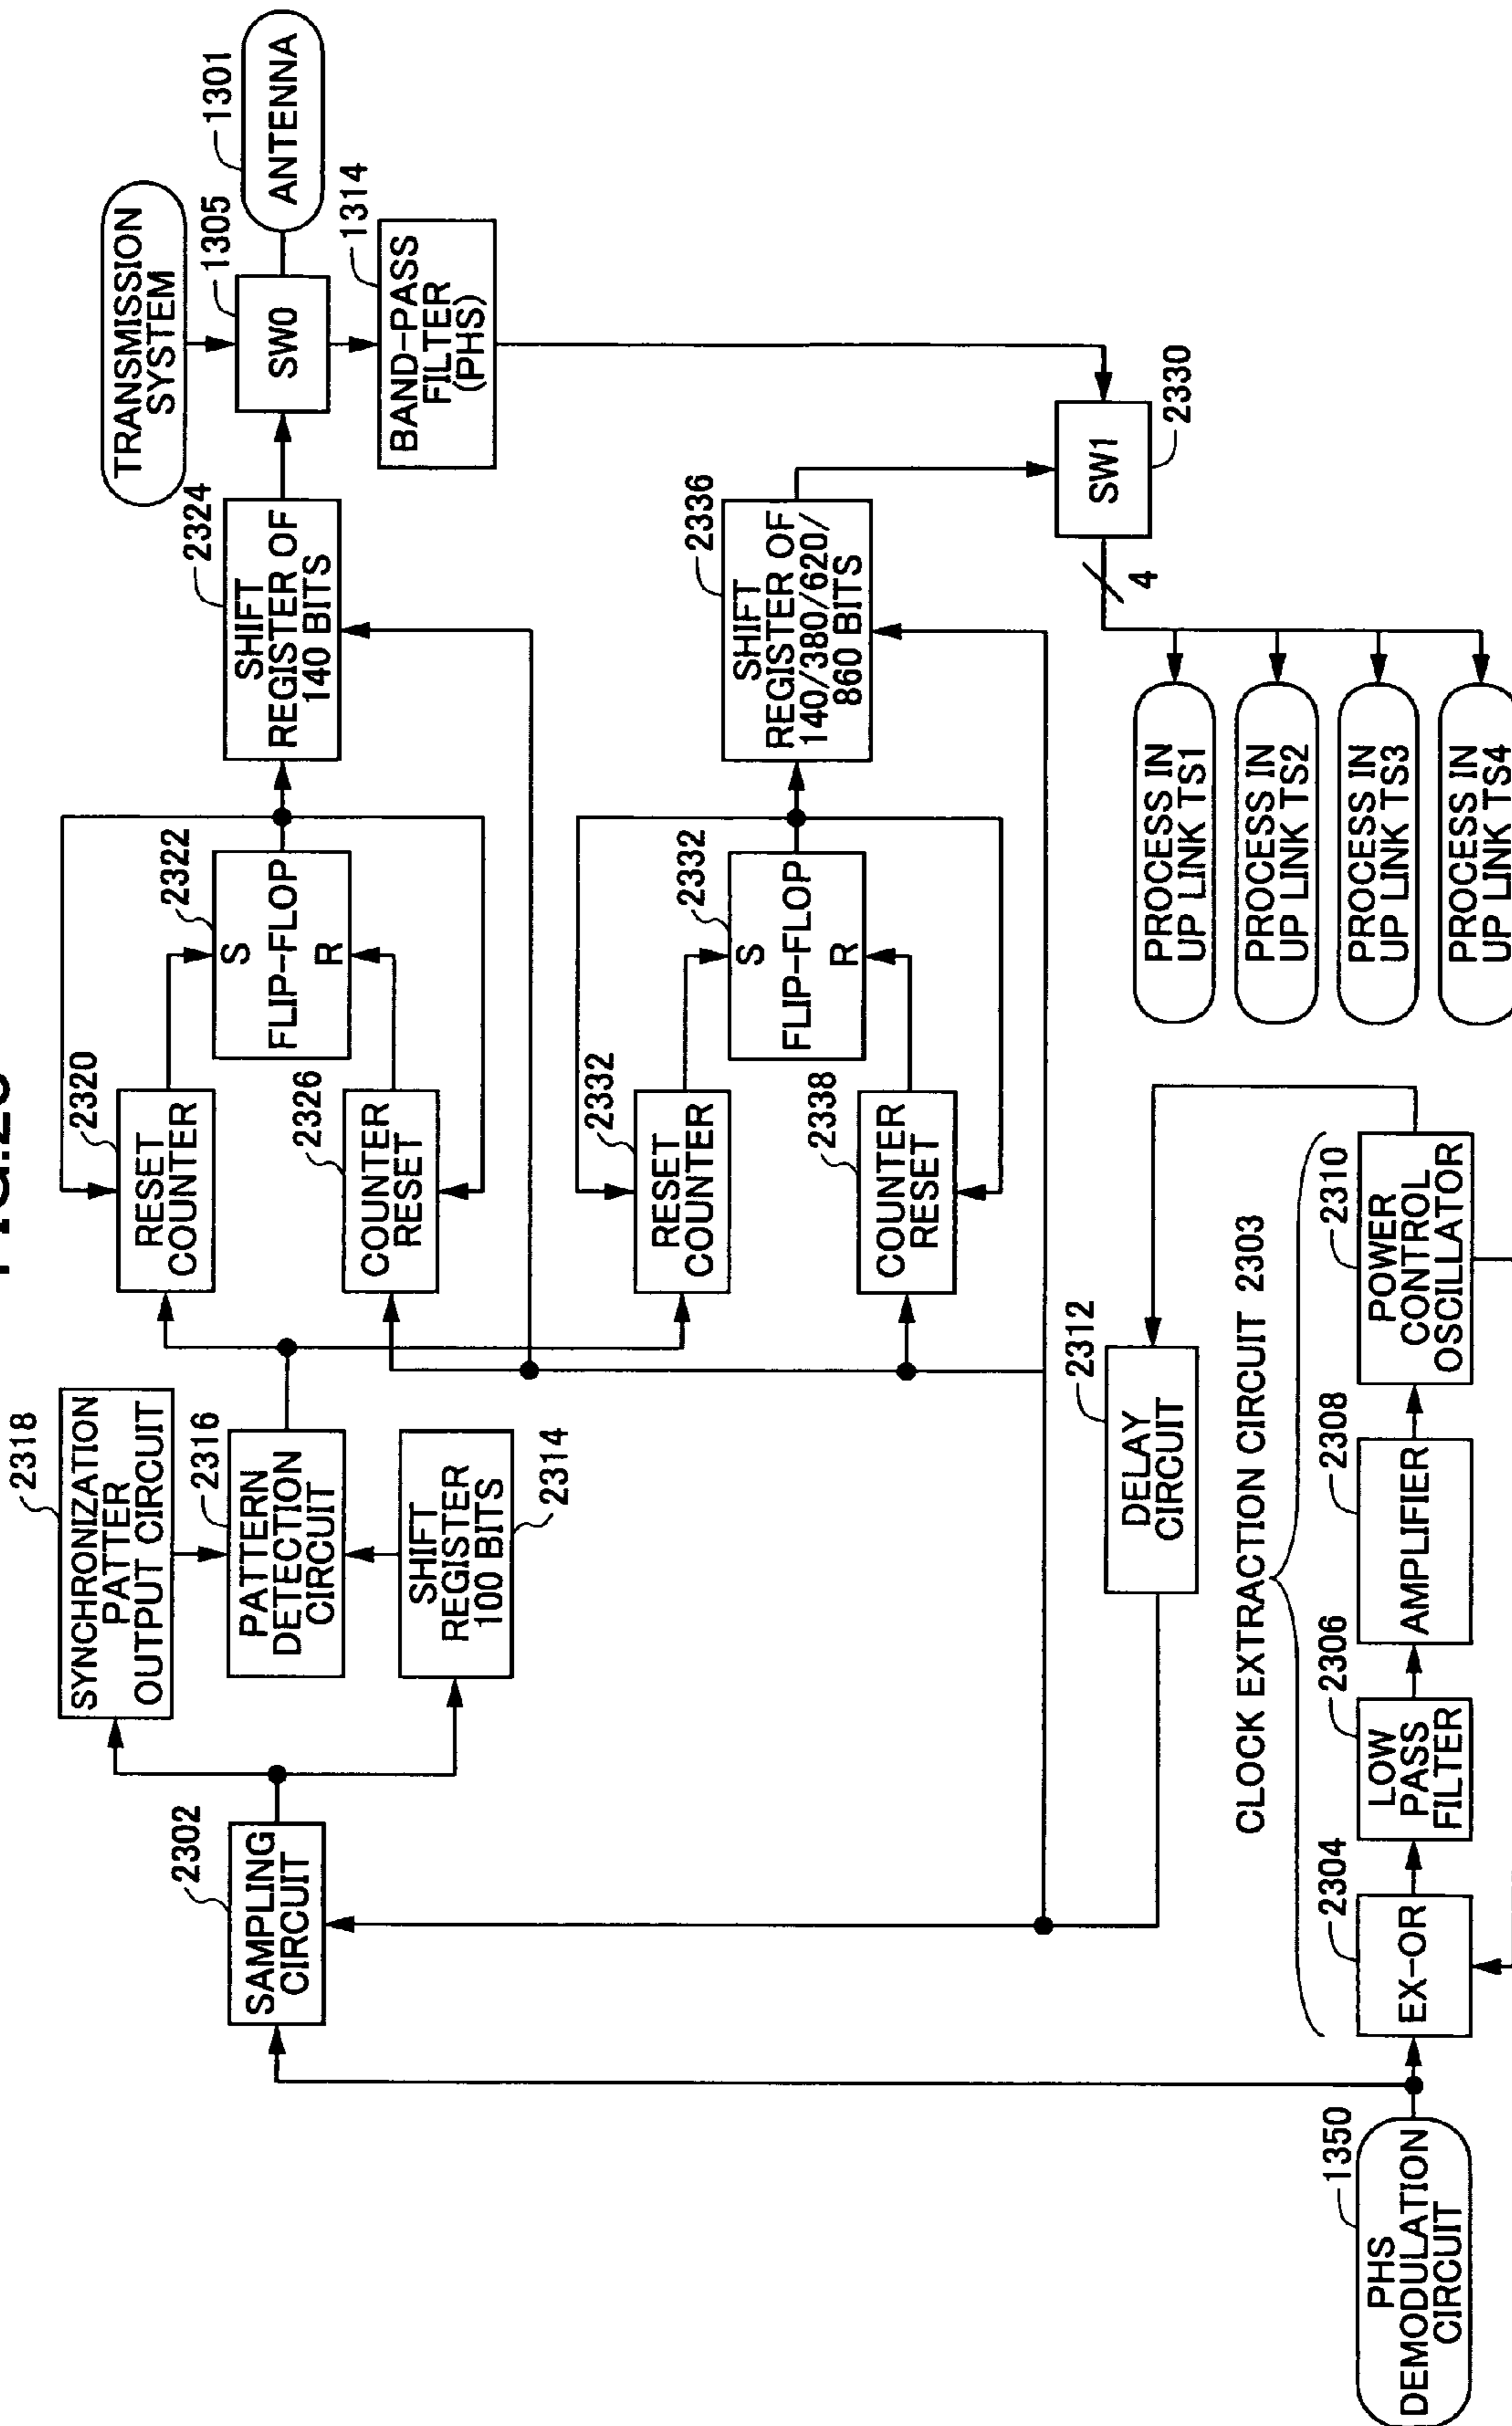 2318
SYNCHRONIZATION
PATTER
OUTPUT CIRCUIT
2302
SAMPLING
CIRCUIT
2316
PATTERN
DETECTION
CIRCUIT
SHIFT
REGISTER
100 BITS
2314
2320
RESET
COUNTER
2326
COUNTER
RESET
2322
S
FLIP-FLOP
R
2324
SHIFT
REGISTER OF
140 BITS
TRANSMISSION
SYSTEM
1305
SW0
1301
ANTENNA
1314
BAND-PASS
FILTER
(PHS)
2332
RESET
COUNTER
2338
COUNTER
RESET
2332
S
FLIP-FLOP
R
2336
SHIFT
REGISTER OF
140/380/620/
860 BITS
SW1
2330
4
PROCESS IN
UP LINK TS1
PROCESS IN
UP LINK TS2
PROCESS IN
UP LINK TS3
PROCESS IN
UP LINK TS4
2312
DELAY
CIRCUIT
CLOCK EXTRACTION CIRCUIT 2303
1350
PHS
DEMODULATION
CIRCUIT
2304
EX-OR
2306
LOW
PASS
FILTER
2308
AMPLIFIER
2310
POWER
CONTROL
OSCILLATOR